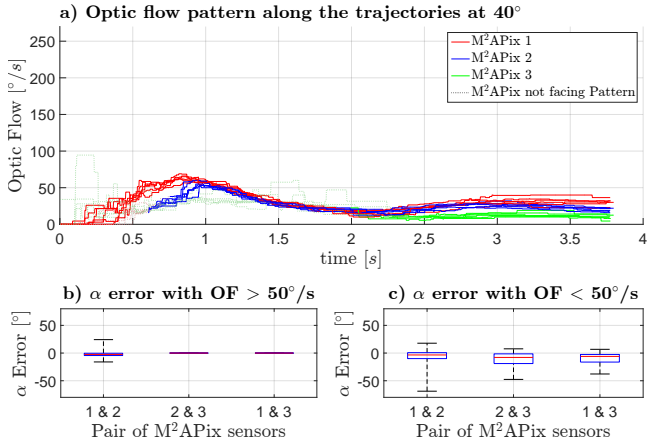 a) Optic flow pattern along the trajectories at 40°
Optic Flow [°/s]
250
200
150
100
50
0
M²APix 1
M²APix 2
M²APix 3
M²APix not facing Pattern
0 0.5 1 1.5 2 2.5 3 3.5 4
time [s]
b) α error with OF > 50°/s
α Error [°]
50
0
-50
1 & 2 2 & 3 1 & 3
Pair of M²APix sensors
c) α error with OF < 50°/s
α Error [°]
50
0
-50
1 & 2 2 & 3 1 & 3
Pair of M²APix sensors